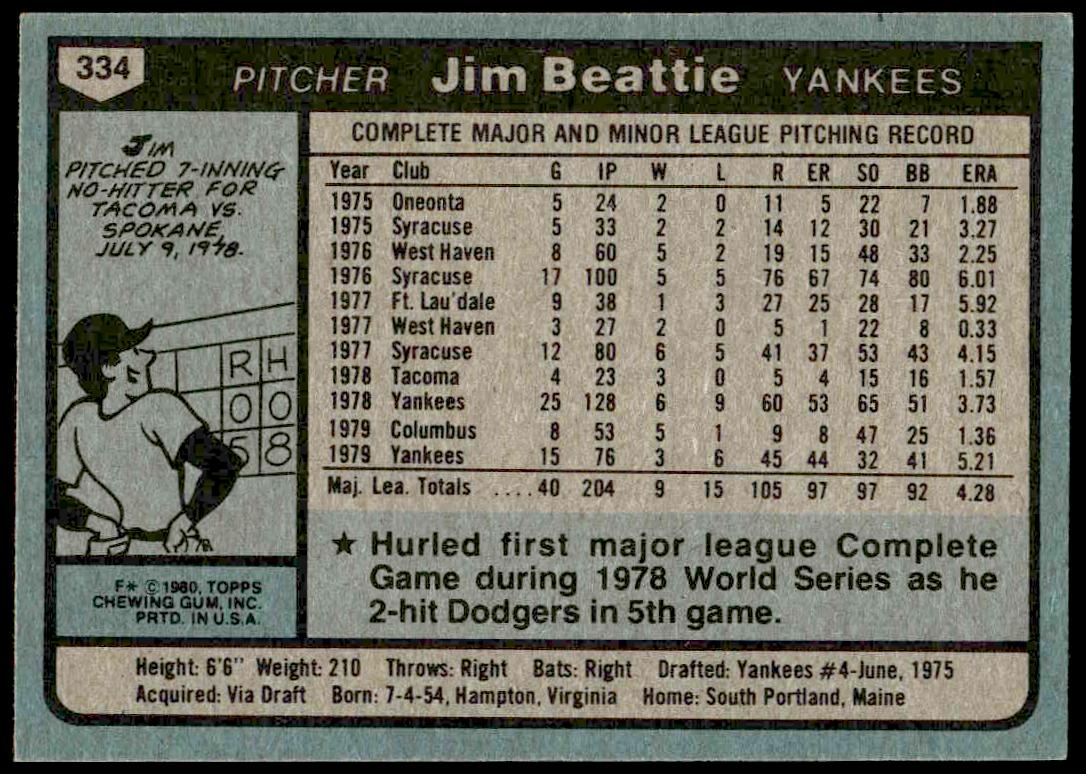 334
PITCHER Jim Beattie YANKEES
JIM
PITCHED 7-INNING
NO-HITTER FOR
TACOMA VS.
SPOKANE,
JULY 9, 1978.
R H
0 0
5 8
COMPLETE MAJOR AND MINOR LEAGUE PITCHING RECORD
Year Club G IP W L R ER SO BB ERA
1975 Oneonta 5 24 2 0 11 5 22 7 1.88
1975 Syracuse 5 33 2 2 14 12 30 21 3.27
1976 West Haven 8 60 5 2 19 15 48 33 2.25
1976 Syracuse 17 100 5 5 76 67 74 80 6.01
1977 Ft. Lau'dale 9 38 1 3 27 25 28 17 5.92
1977 West Haven 3 27 2 0 5 1 22 8 0.33
1977 Syracuse 12 80 6 5 41 37 53 43 4.15
1978 Tacoma 4 23 3 0 5 4 15 16 1.57
1978 Yankees 25 128 6 9 60 53 65 51 3.73
1979 Columbus 8 53 5 1 9 8 47 25 1.36
1979 Yankees 15 76 3 6 45 44 32 41 5.21
Maj. Lea. Totals ....40 204 9 15 105 97 97 92 4.28
★ Hurled first major league Complete
Game during 1978 World Series as he
2-hit Dodgers in 5th game.
F* © 1980, TOPPS
CHEWING GUM, INC.
PRTD. IN U.S.A.
Height: 6'6" Weight: 210 Throws: Right Bats: Right Drafted: Yankees #4-June, 1975
Acquired: Via Draft Born: 7-4-54, Hampton, Virginia Home: South Portland, Maine